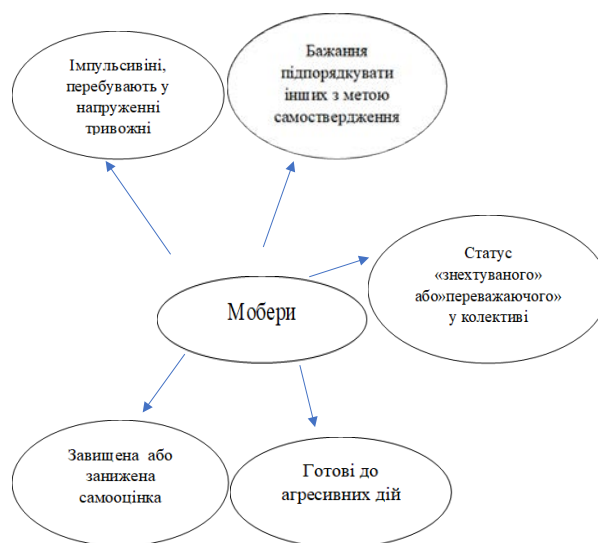 Імпульсивіні,
перебувають у
напруженні
тривожні
Бажання
підпорядкувати
інших з метою
самоствердження
Статус
«знехтуваного»
або»переважаючого»
у колективі
Мобери
Завищена або
занижена
самооцінка
Готові до
агресивних дій